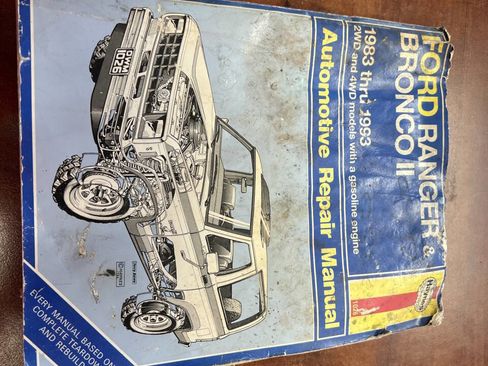 FORD RANGER &
BRONCO II
1983 thru 1993
2WD and 4WD models with a gasoline engine
Automotive Repair Manual
Haynes
EVERY MANUAL BASED ON
COMPLETE TEARDOWN
AND REBUILD